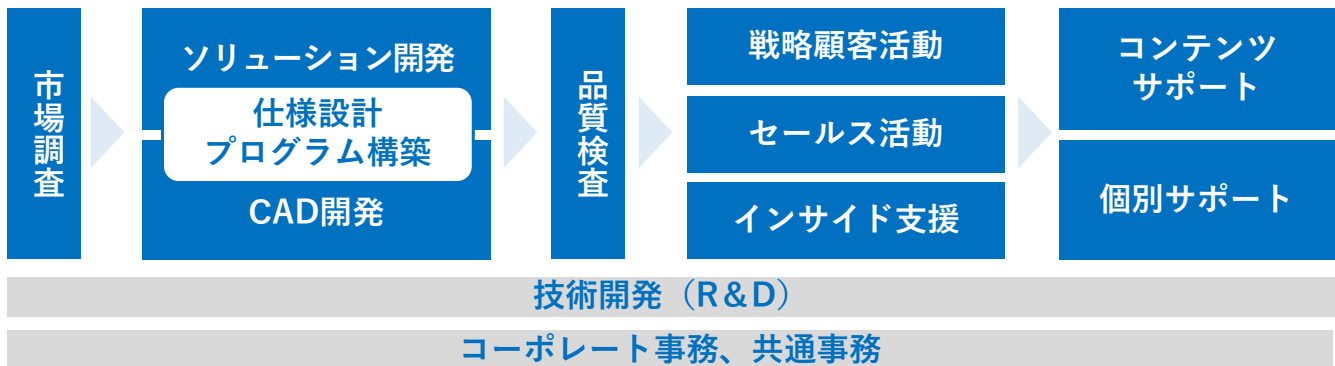 市場調査
ソリューション開発
仕様設計
プログラム構築
CAD開発
品質検査
戦略顧客活動
セールス活動
インサイド支援
コンテンツ
サポート
個別サポート
技術開発（R＆D）
コーポレート事務、共通事務